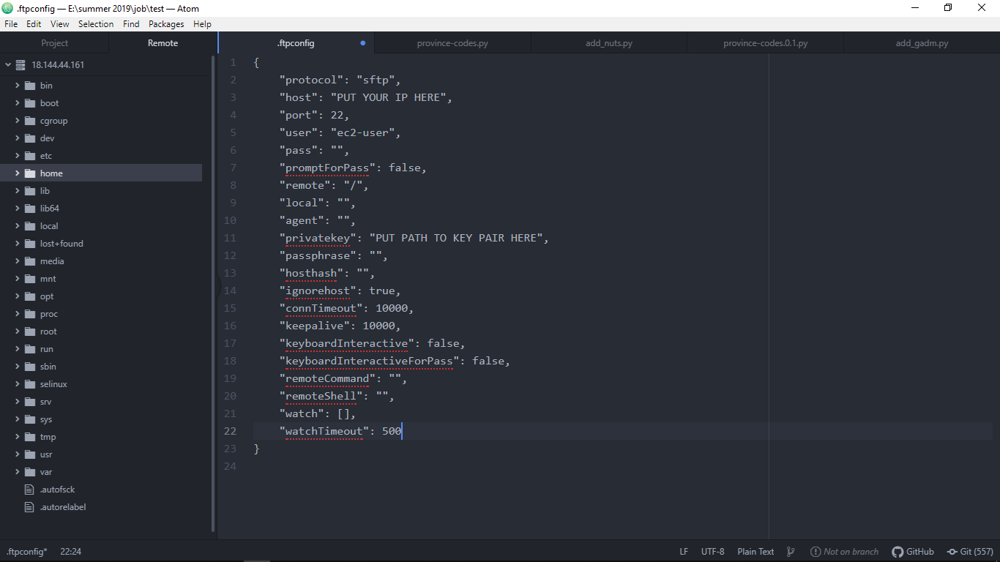 .ftpconfig — E:\summer 2019\job\test — Atom
File Edit View Selection Find Packages Help
Project Remote .ftpconfig province-codes.py add_nuts.py province-codes.0.1.py add_gadm.py
18.144.44.161
bin
boot
cgroup
dev
etc
home
lib
lib64
local
lost+found
media
mnt
opt
proc
root
run
sbin
selinux
srv
sys
tmp
usr
var
.autofsck
.autorelabel
1 {
2 "protocol": "sftp",
3 "host": "PUT YOUR IP HERE",
4 "port": 22,
5 "user": "ec2-user",
6 "pass": "",
7 "promptForPass": false,
8 "remote": "/",
9 "local": "",
10 "agent": "",
11 "privatekey": "PUT PATH TO KEY PAIR HERE",
12 "passphrase": "",
13 "hosthash": "",
14 "ignorehost": true,
15 "connTimeout": 10000,
16 "keepalive": 10000,
17 "keyboardInteractive": false,
18 "keyboardInteractiveForPass": false,
19 "remoteCommand": "",
20 "remoteShell": "",
21 "watch": [],
22 "watchTimeout": 500
23 }
24
.ftpconfig* 22:24 LF UTF-8 Plain Text Not on branch GitHub Git (557)